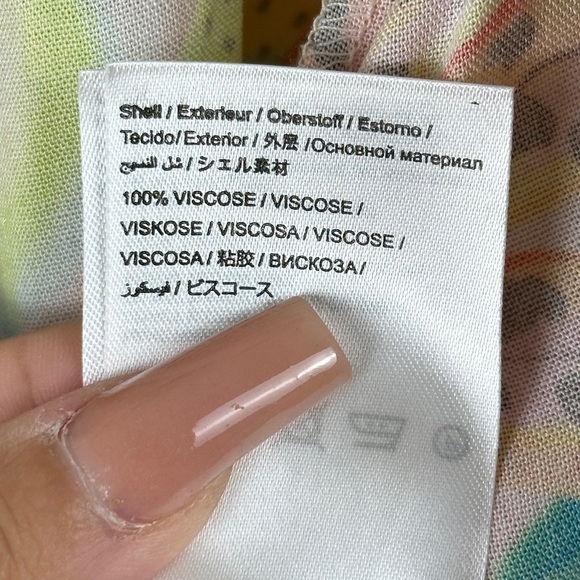 Shell / Exterieur / Oberstoff / Estorno /
Tecido/ Exterior / 外层 /Основной материал
شل النسيج / シェル素材
100% VISCOSE / VISCOSE /
VISKOSE / VISCOSA / VISCOSE /
VISCOSA / 粘胶 / ВИСКОЗА /
فيسكوز / ビスコース